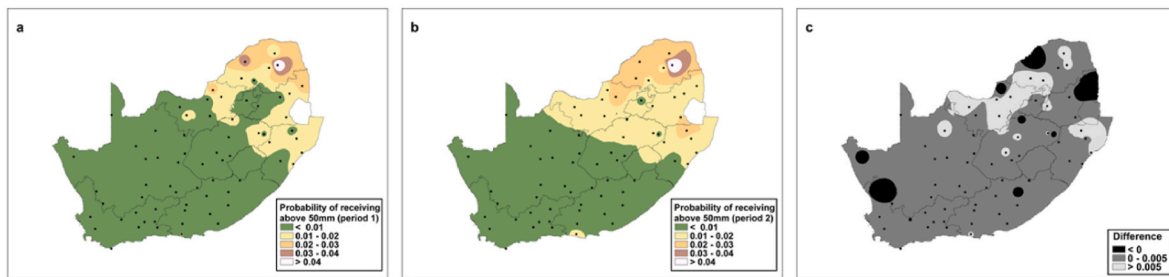 a
Probability of receiving
above 50mm (period 1)
< 0.01
0.01 - 0.02
0.02 - 0.03
0.03 - 0.04
> 0.04
b
Probability of receiving
above 50mm (period 2)
< 0.01
0.01 - 0.02
0.02 - 0.03
0.03 - 0.04
> 0.04
c
Difference
< 0
0 - 0.005
> 0.005